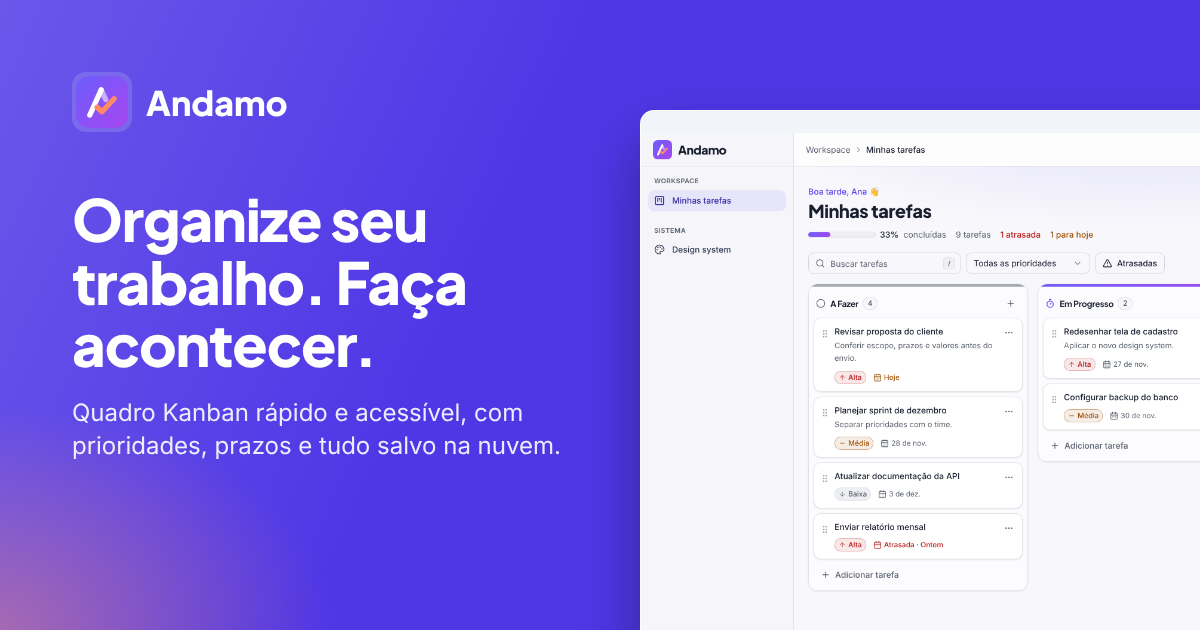 Andamo
Organize seu
trabalho. Faça
acontecer.
Quadro Kanban rápido e acessível, com
prioridades, prazos e tudo salvo na nuvem.
Andamo
WORKSPACE
Minhas tarefas
SISTEMA
Design system
Workspace > Minhas tarefas
Boa tarde, Ana 👋
Minhas tarefas
33% concluídas 9 tarefas 1 atrasada 1 para hoje
Buscar tarefas / Todas as prioridades Atrasadas
A Fazer 4
Revisar proposta do cliente
Conferir escopo, prazos e valores antes do
envio.
↑ Alta Hoje
Planejar sprint de dezembro
Separar prioridades com o time.
− Média 28 de nov.
Atualizar documentação da API
↓ Baixa 3 de dez.
Enviar relatório mensal
↑ Alta Atrasada · Ontem
+ Adicionar tarefa
Em Progresso 2
Redesenhar tela de cadastro
Aplicar o novo design system.
↑ Alta 27 de nov.
Configurar backup do banco
− Média 30 de nov.
+ Adicionar tarefa